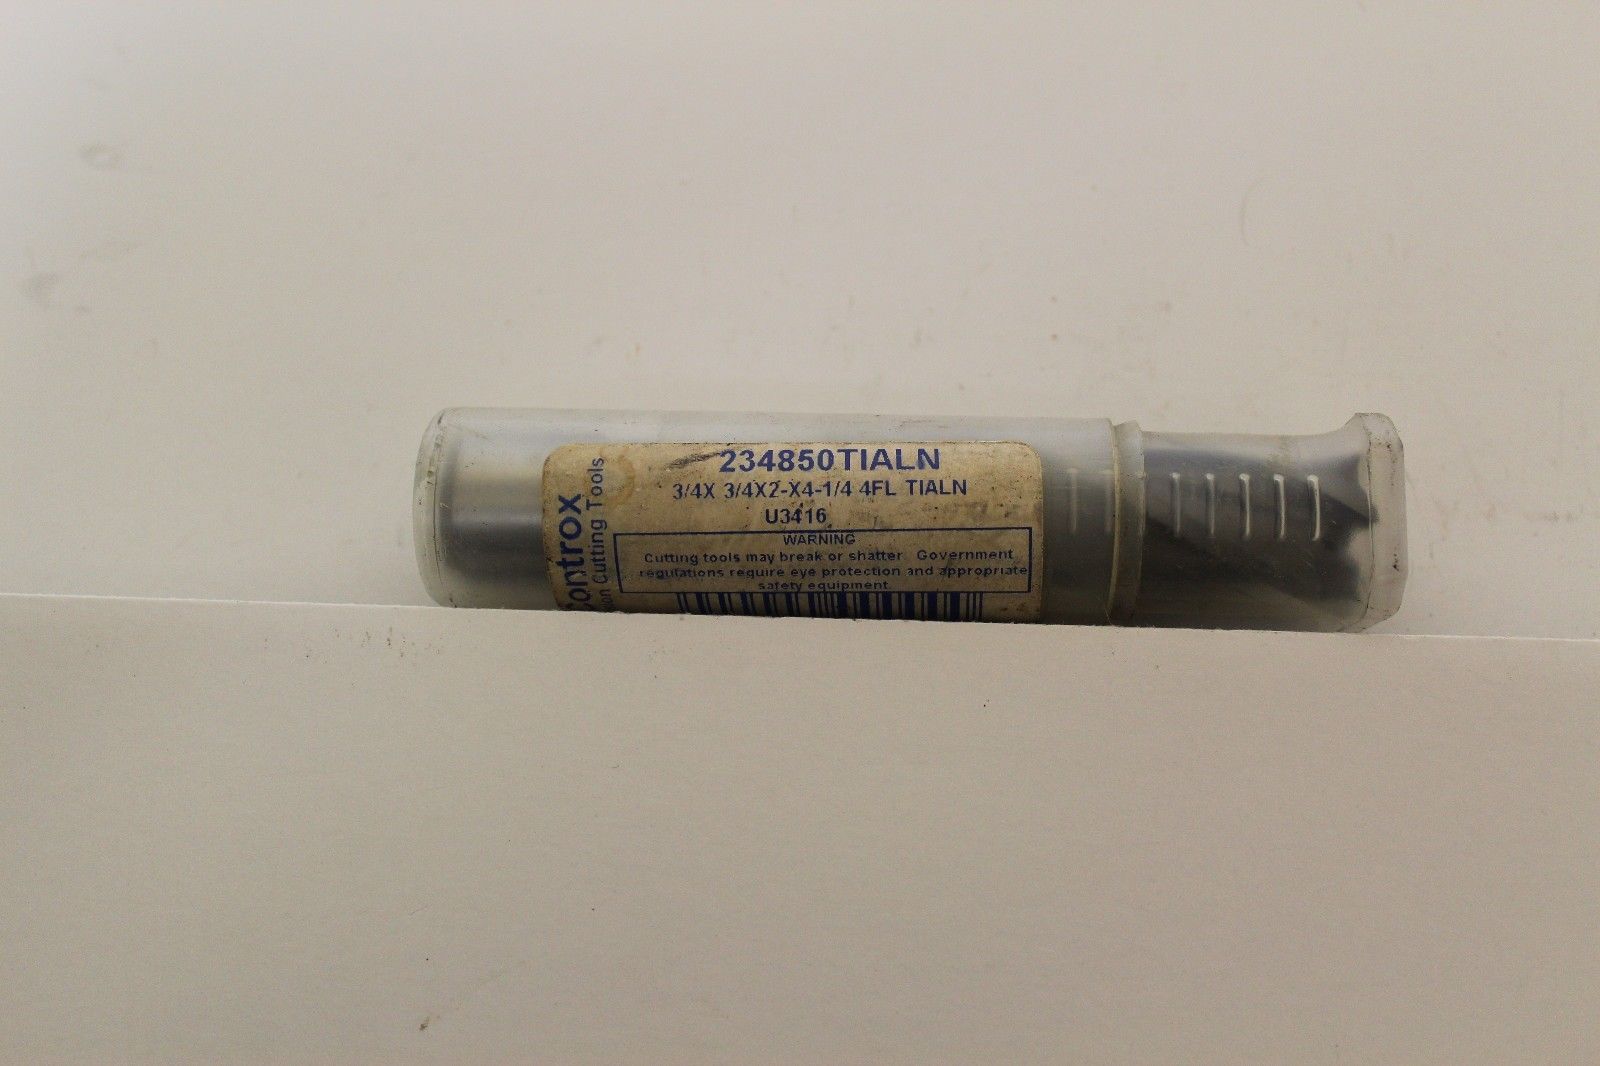 234850TIALN
3/4X 3/4X2-X4-1/4 4FL TIALN
U3416
WARNING
Cutting tools may break or shatter. Government
regulations require eye protection and appropriate
safety equipment.
Controx
Cutting Tools